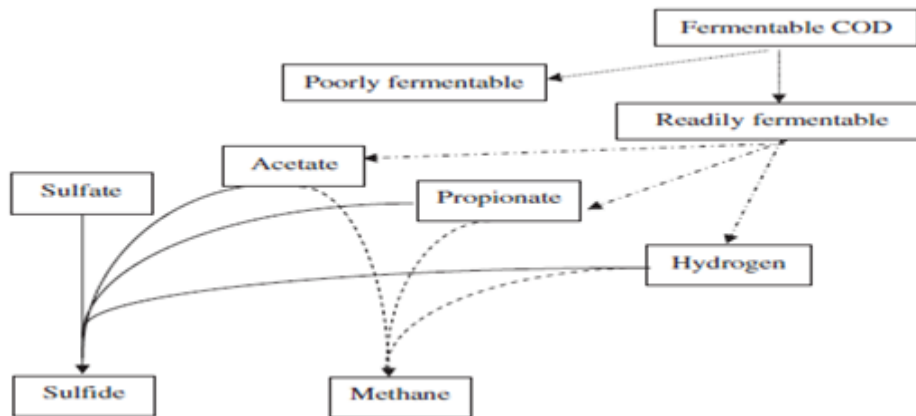 Fermentable COD
Poorly fermentable
Readily fermentable
Acetate
Sulfate
Propionate
Hydrogen
Sulfide
Methane